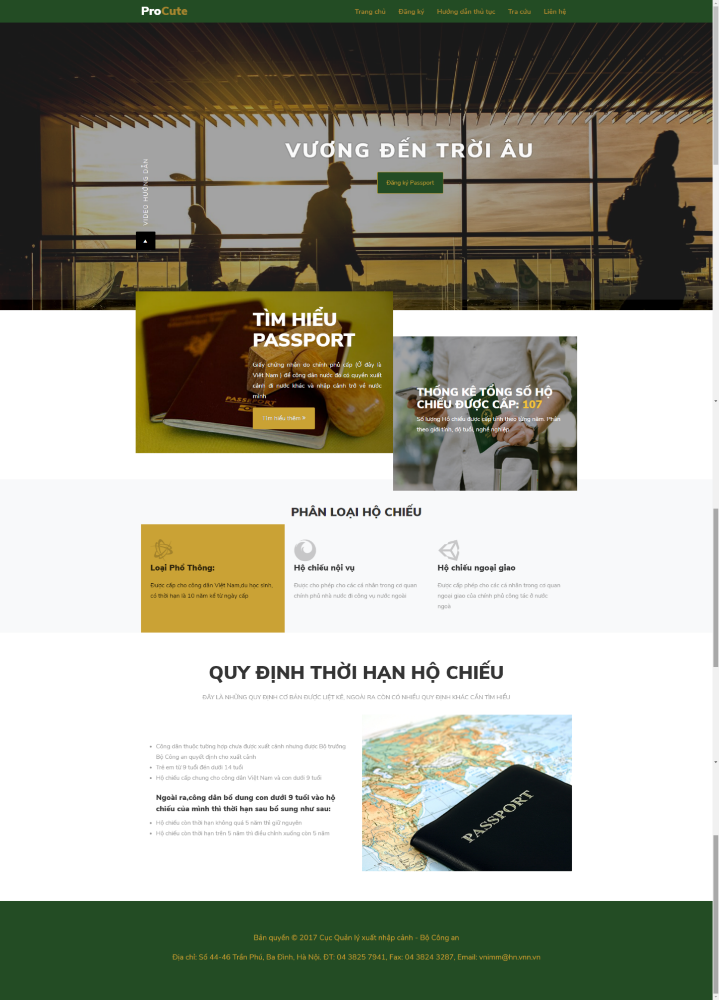 ProCute
Trang chủ Đăng ký Hướng dẫn thủ tục Tra cứu Liên hệ
VƯƠNG ĐẾN TRỜI ÂU
Đăng ký Passport
VIDEO HƯỚNG DẪN
TÌM HIỂU
PASSPORT
Giấy chứng nhân do chính phủ cấp (Ở đây là
Việt Nam ) để công dân nước đó có quyền xuất
cảnh đi nước khác và nhập cảnh trở về nước
mình
PASSEPORT
Tìm hiểu thêm »
THỐNG KÊ TỔNG SỐ HỘ
CHIẾU ĐƯỢC CẤP: 107
Số lượng Hộ chiếu được cấp tính theo từng năm. Phân
theo giới tính, độ tuổi, nghề nghiệp
PHÂN LOẠI HỘ CHIẾU
Loại Phổ Thông:
Được cấp cho công dân Việt Nam,du học sinh,
có thời hạn là 10 năm kể từ ngày cấp
Hộ chiếu nội vụ
Được cho phép cho các cá nhân trong cơ quan
chính phủ nhà nước đi công vụ nước ngoài
Hộ chiếu ngoại giao
Được cấp phép cho các cá nhân trong cơ quan
ngoại giao của chính phủ công tác ở nước
ngoà
QUY ĐỊNH THỜI HẠN HỘ CHIẾU
ĐÂY LÀ NHỮNG QUY ĐỊNH CƠ BẢN ĐƯỢC LIỆT KÊ, NGOÀI RA CÒN CÓ NHIỀU QUY ĐỊNH KHÁC CẦN TÌM HIỂU
Công dân thuộc tường hợp chưa được xuất cảnh nhưng được Bộ trưởng
Bộ Công an quyết định cho xuất cảnh
Trẻ em từ 9 tuổi đén dưới 14 tuổi
Hộ chiếu cấp chung cho công dân Việt Nam và con dưới 9 tuổi
Ngoài ra,công dân bổ dung con dưới 9 tuổi vào hộ
chiếu của mình thì thời hạn sau bổ sung như sau:
Hộ chiếu còn thời hạn không quá 5 năm thì giữ nguyên
Hộ chiếu còn thời hạn trên 5 năm thì điều chỉnh xuống còn 5 năm
PASSPORT
Bản quyền © 2017 Cục Quản lý xuất nhập cảnh - Bộ Công an
Địa chỉ: Số 44-46 Trần Phú, Ba Đình, Hà Nội. ĐT: 04 3825 7941, Fax: 04 3824 3287, Email: vnimm@hn.vnn.vn